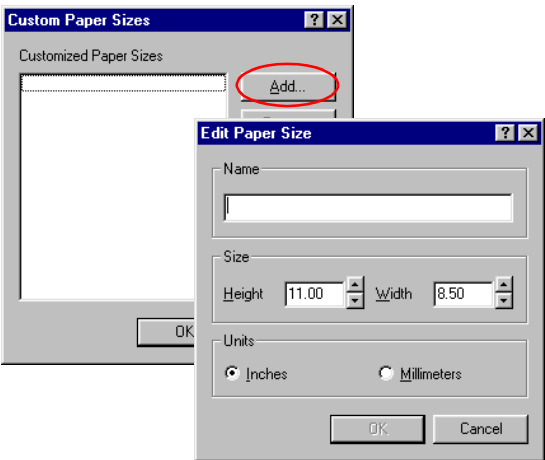 Custom Paper Sizes
Customized Paper Sizes
Add...
OK
Edit Paper Size
Name
Size
Height 11.00 Width 8.50
Units
Inches Millimeters
OK Cancel